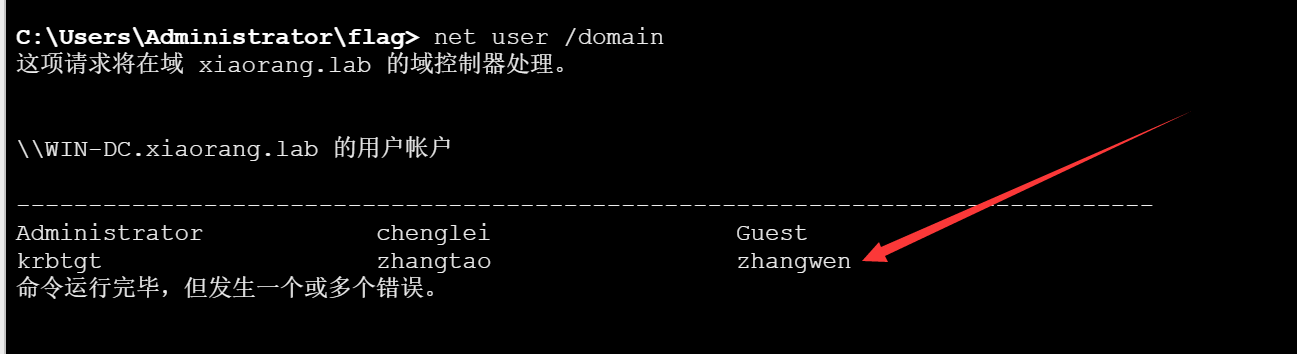 C:\Users\Administrator\flag> net user /domain
这项请求将在域 xiaorang.lab 的域控制器处理。
\\WIN-DC.xiaorang.lab 的用户帐户
-------------------------------------------------------------------------------
Administrator chenglei Guest
krbtgt zhangtao zhangwen
命令运行完毕，但发生一个或多个错误。